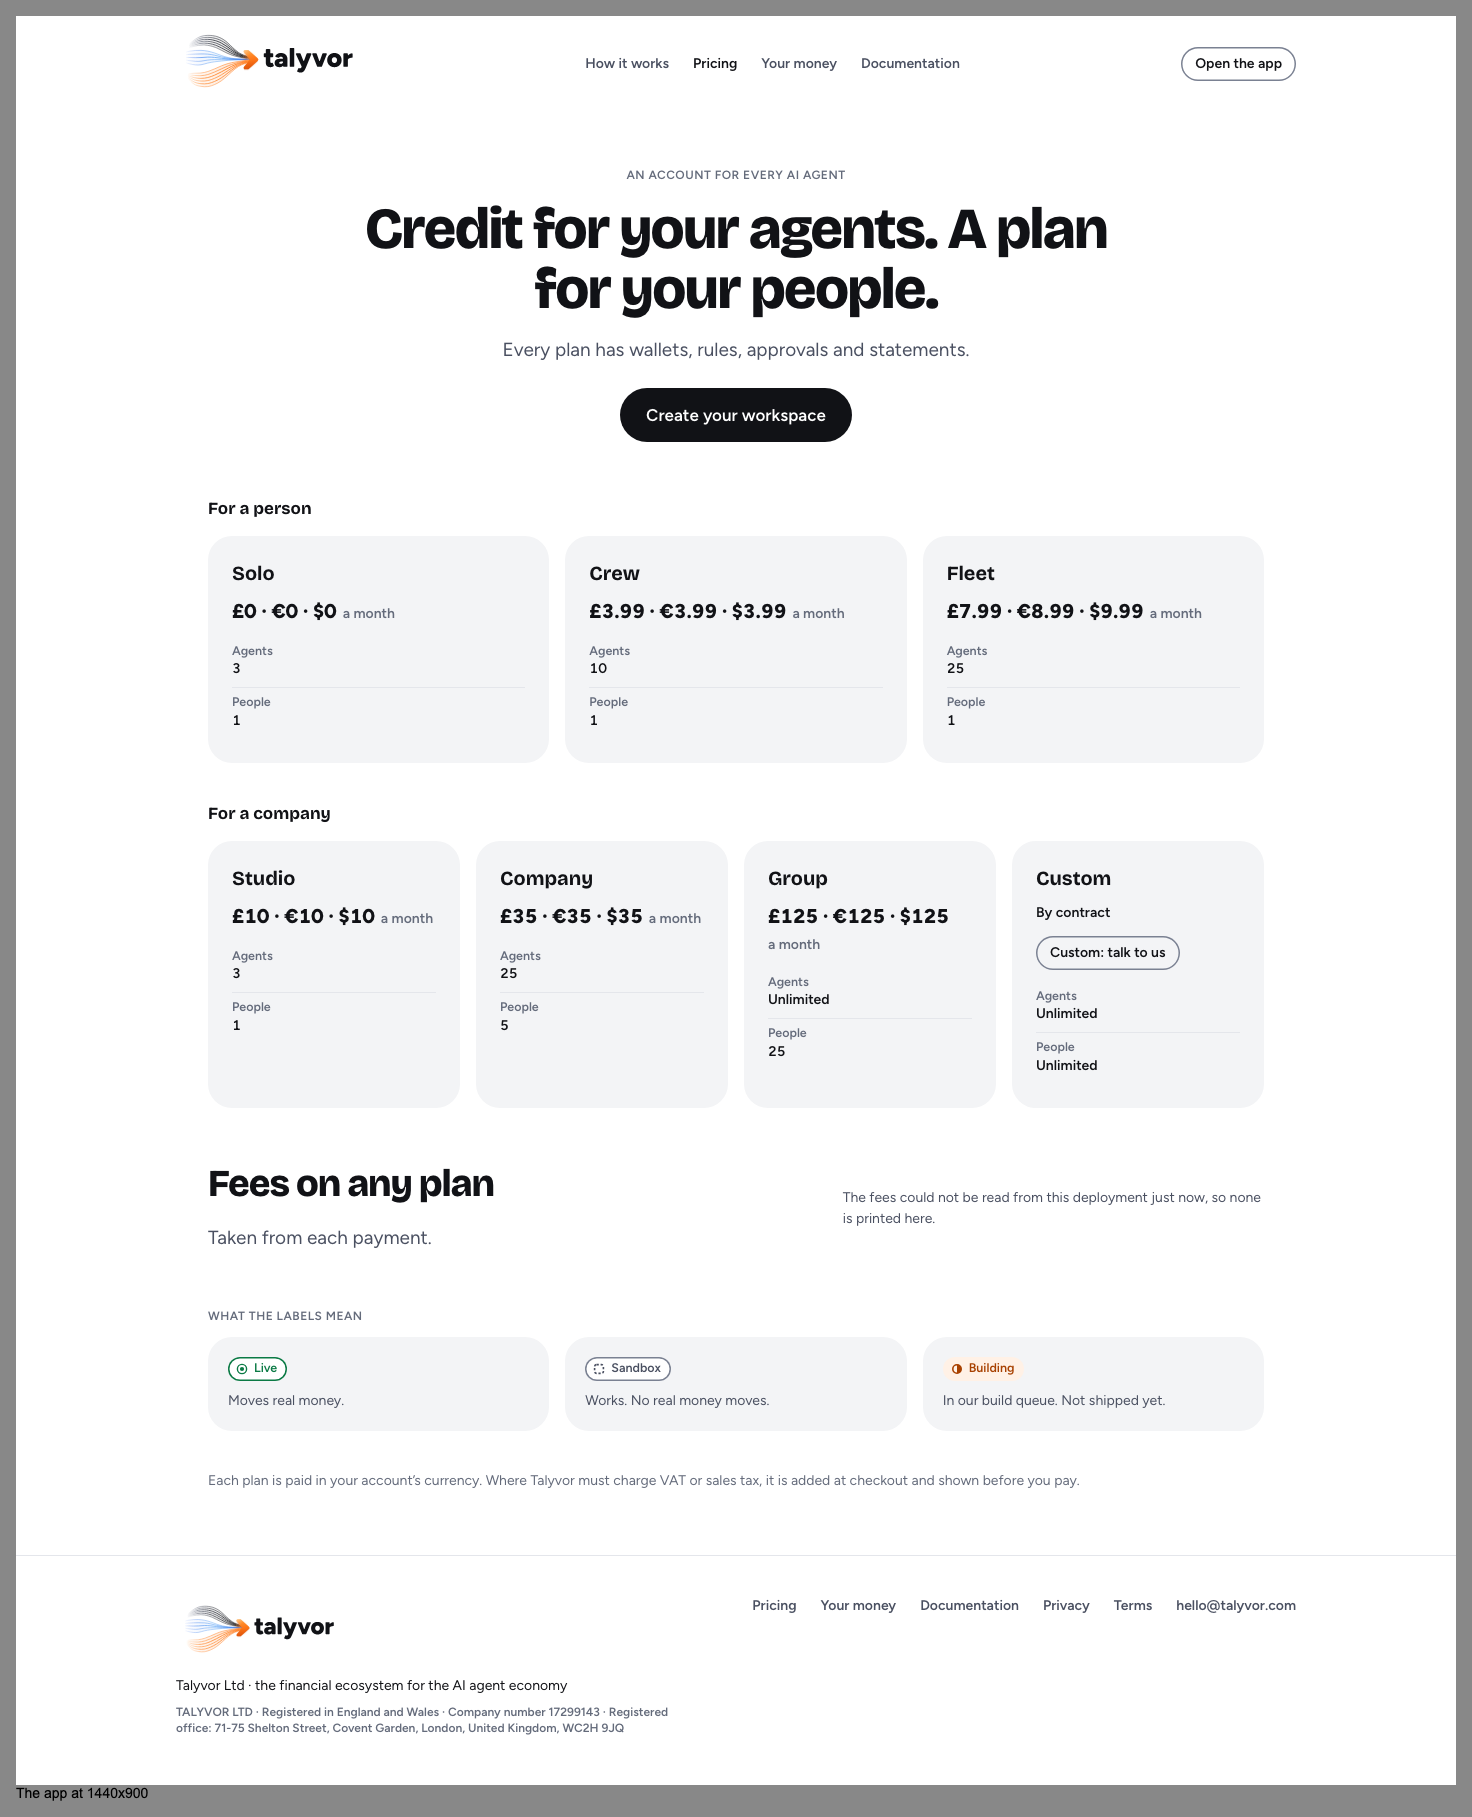 talyvor
How it works
Pricing
Your money
Documentation
Open the app
AN ACCOUNT FOR EVERY AI AGENT
Credit for your agents. A plan
for your people.
Every plan has wallets, rules, approvals and statements.
Create your workspace
For a person
Solo
£0 · €0 · $0 a month
Agents
3
People
1
Crew
£3.99 · €3.99 · $3.99 a month
Agents
10
People
1
Fleet
£7.99 · €8.99 · $9.99 a month
Agents
25
People
1
For a company
Studio
£10 · €10 · $10 a month
Agents
3
People
1
Company
£35 · €35 · $35 a month
Agents
25
People
5
Group
£125 · €125 · $125
a month
Agents
Unlimited
People
25
Custom
By contract
Custom: talk to us
Agents
Unlimited
People
Unlimited
Fees on any plan
Taken from each payment.
The fees could not be read from this deployment just now, so none
is printed here.
WHAT THE LABELS MEAN
Live
Moves real money.
Sandbox
Works. No real money moves.
Building
In our build queue. Not shipped yet.
Each plan is paid in your account’s currency. Where Talyvor must charge VAT or sales tax, it is added at checkout and shown before you pay.
talyvor
Pricing
Your money
Documentation
Privacy
Terms
hello@talyvor.com
Talyvor Ltd · the financial ecosystem for the AI agent economy
TALYVOR LTD · Registered in England and Wales · Company number 17299143 · Registered
office: 71-75 Shelton Street, Covent Garden, London, United Kingdom, WC2H 9JQ
The app at 1440x900